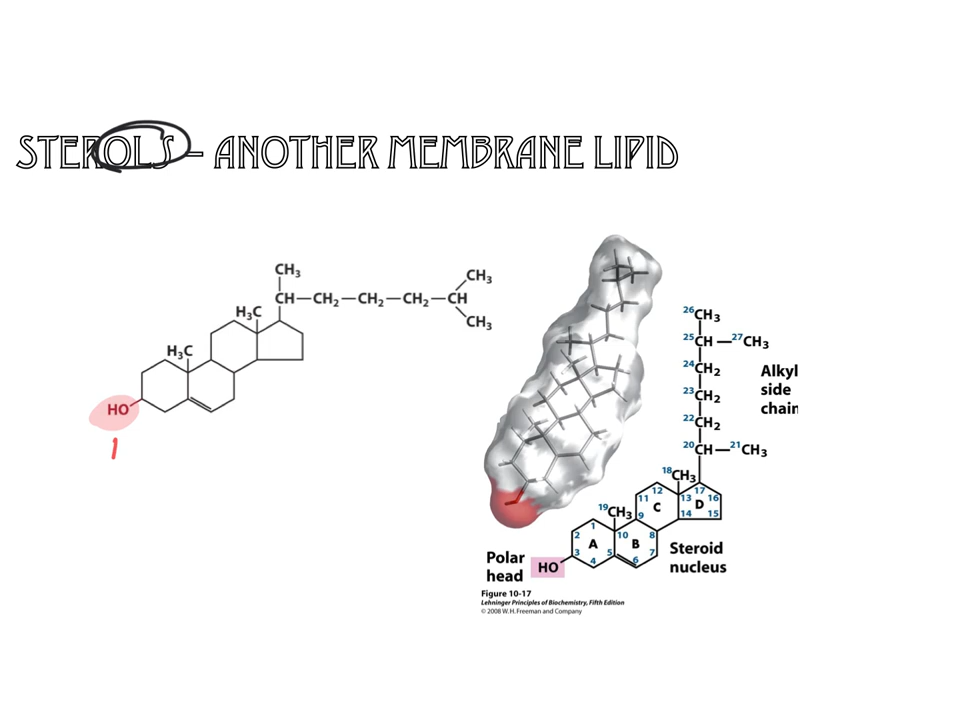 STEROLS – ANOTHER MEMBRANE LIPID
CH₃
CH—CH₂—CH₂—CH₂—CH
CH₃
CH₃
H₃C
H₃C
HO
1
²⁶CH₃
²⁵CH—²⁷CH₃
²⁴CH₂
²³CH₂
²²CH₂
²⁰CH—²¹CH₃
Alkyl
side
chain
¹⁸CH₃
17
12
11
13
16
C
D
¹⁹CH₃
9
14
15
1
2
10
8
A
B
3
5
7
4
6
HO
Polar
head
Steroid
nucleus
Figure 10-17
Lehninger Principles of Biochemistry, Fifth Edition
© 2008 W. H. Freeman and Company